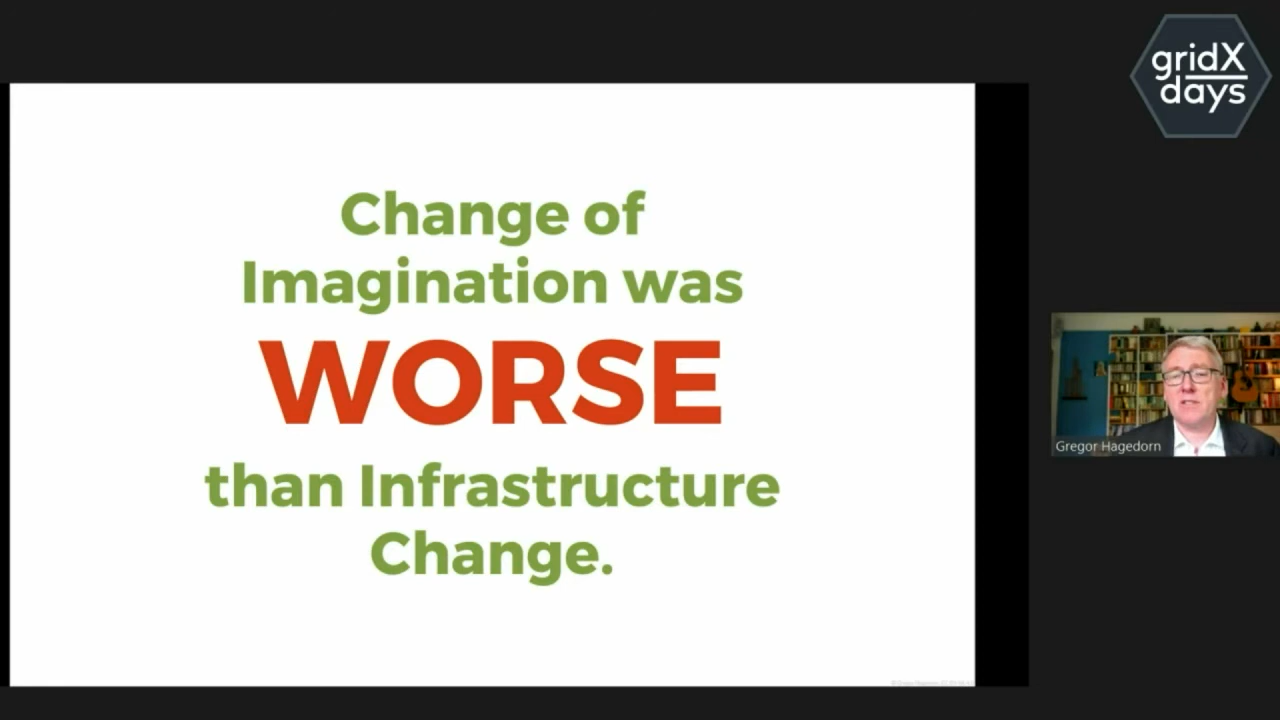 gridX
days
Change of
Imagination was
WORSE
than Infrastructure
Change.
Gregor Hagedorn